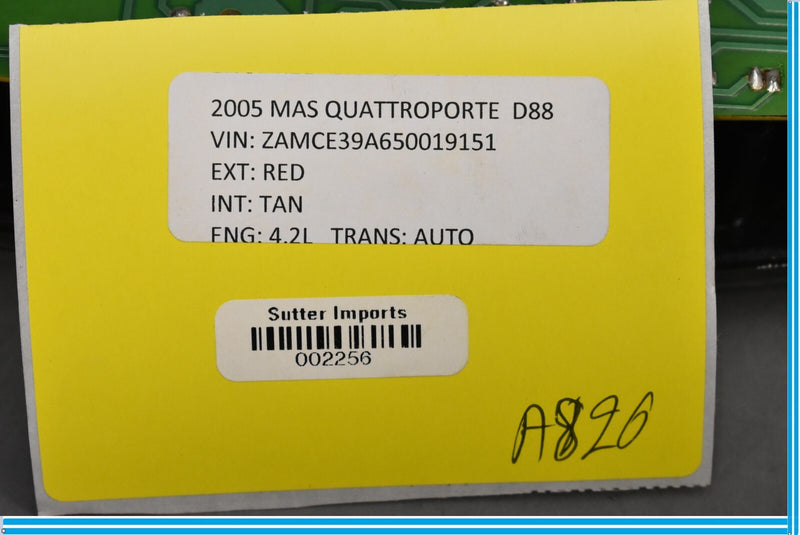 2005 MAS QUATTROPORTE D88
VIN: ZAMCE39A650019151
EXT: RED
INT: TAN
ENG: 4.2L TRANS: AUTO
Sutter Imports
002256
A826